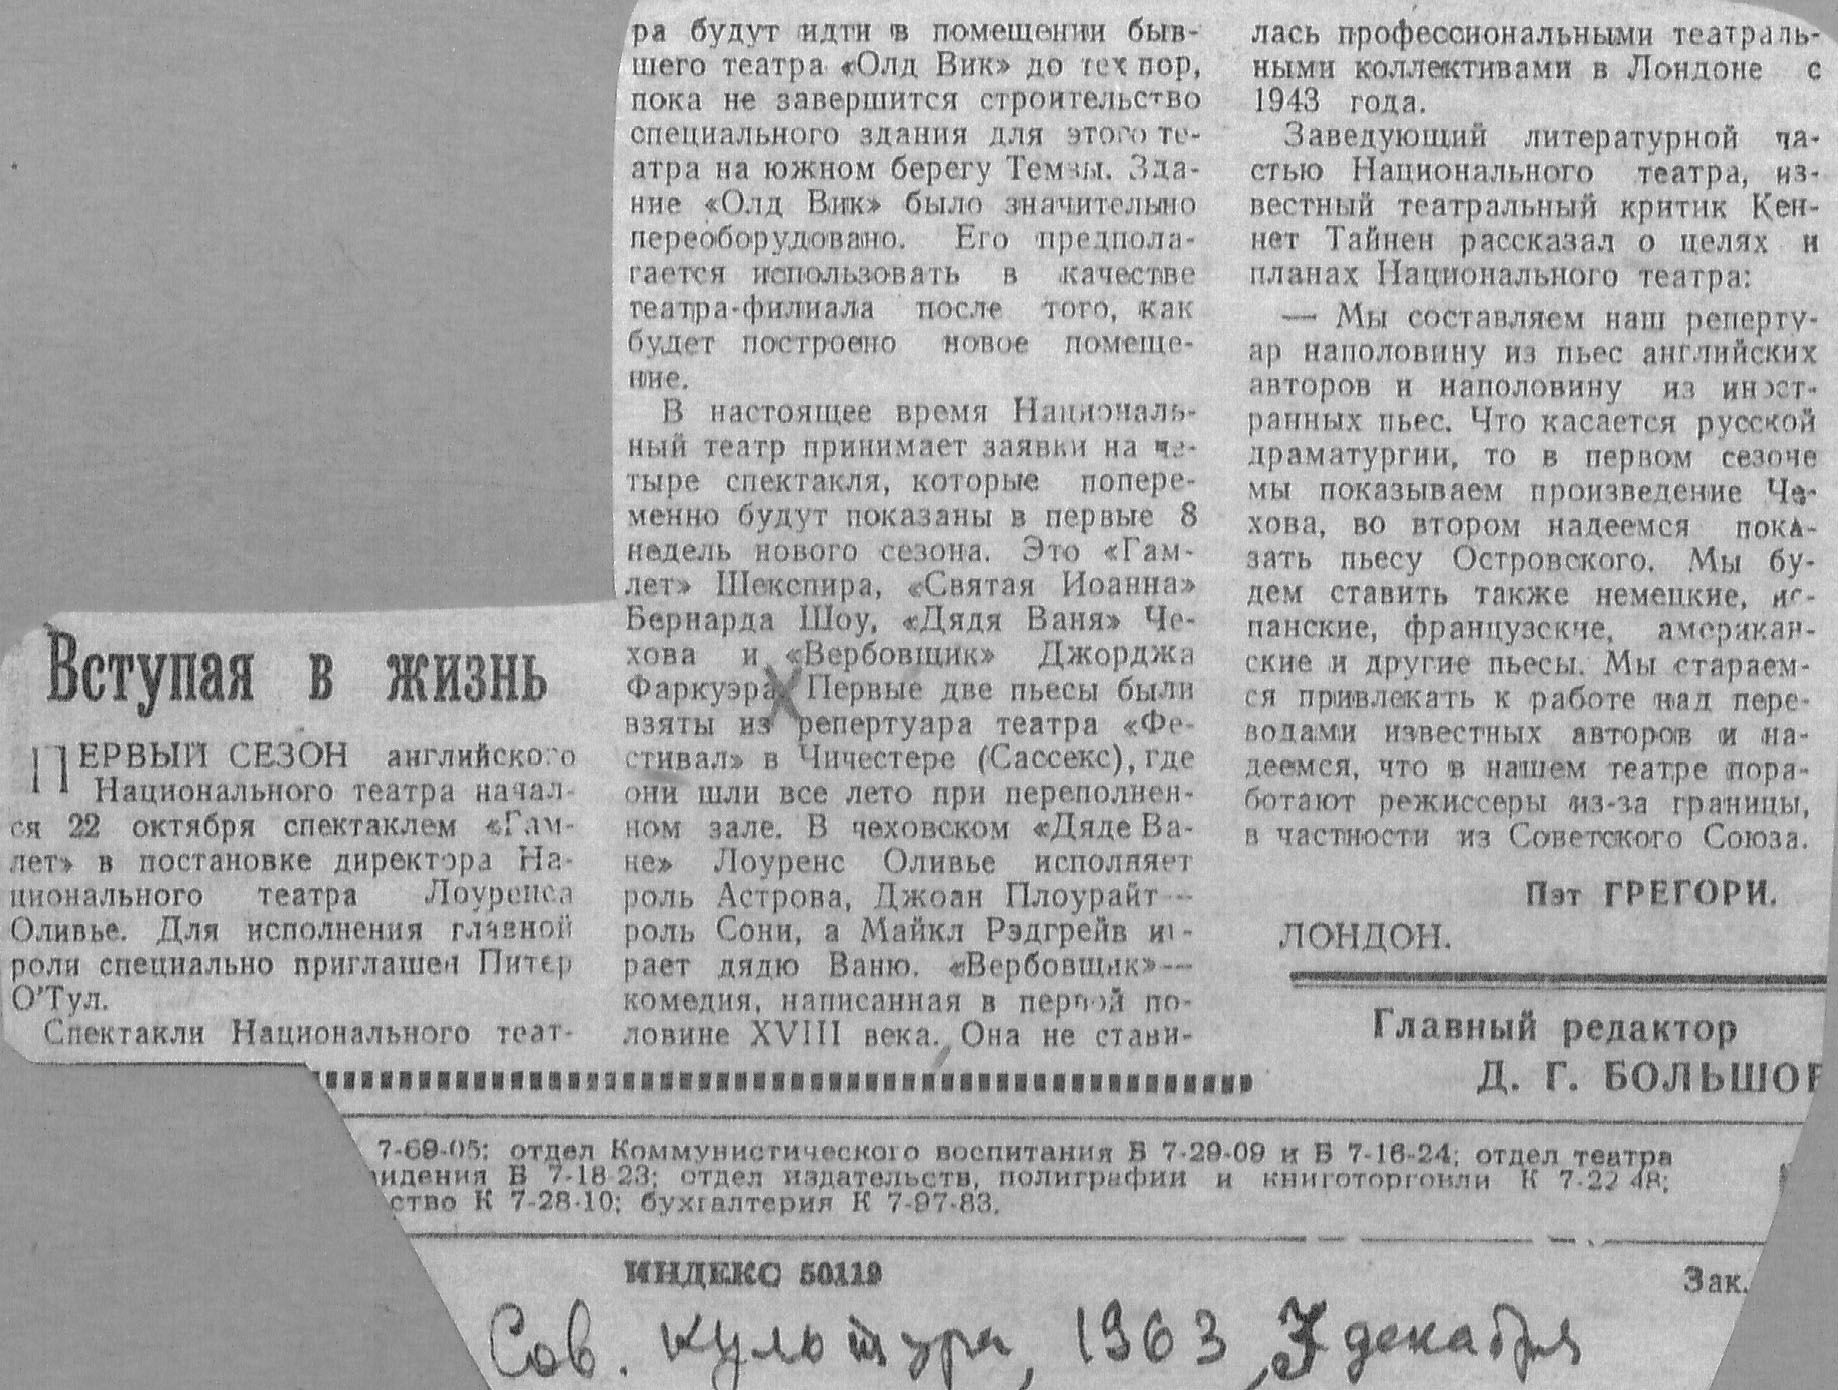 Вступая в жизнь
ПЕРВЫЙ СЕЗОН английского
Национального театра начал-
ся 22 октября спектаклем «Гам-
лет» в постановке директора На-
ционального театра Лоуренса
Оливье. Для исполнения главной
роли специально приглашен Питер
О'Тул.
Спектакли Национального теат-
ра будут идти в помещении быв-
шего театра «Олд Вик» до тех пор,
пока не завершится строительство
специального здания для этого те-
атра на южном берегу Темзы. Зда-
ние «Олд Вик» было значительно
переоборудовано. Его предпола-
гается использовать в качестве
театра-филиала после того, как
будет построено новое помеще-
ние.
В настоящее время Националь-
ный театр принимает заявки на че-
тыре спектакля, которые попере-
менно будут показаны в первые 8
недель нового сезона. Это «Гам-
лет» Шекспира, «Святая Иоанна»
Бернарда Шоу, «Дядя Ваня» Че-
хова и «Вербовщик» Джорджа
Фаркуэра. Первые две пьесы были
взяты из репертуара театра «Фе-
стивал» в Чичестере (Сассекс), где
они шли все лето при переполнен-
ном зале. В чеховском «Дяде Ва-
не» Лоуренс Оливье исполняет
роль Астрова, Джоан Плоурайт —
роль Сони, а Майкл Рэдгрейв иг-
рает дядю Ваню. «Вербовщик» —
комедия, написанная в первой по-
ловине XVIII века. Она не стави-
лась профессиональными театраль-
ными коллективами в Лондоне с
1943 года.
Заведующий литературной ча-
стью Национального театра, из-
вестный театральный критик Кен-
нет Тайнен рассказал о целях и
планах Национального театра:
— Мы составляем наш реперту-
ар наполовину из пьес английских
авторов и наполовину из иност-
ранных пьес. Что касается русской
драматургии, то в первом сезоне
мы показываем произведение Че-
хова, во втором надеемся пока-
зать пьесу Островского. Мы бу-
дем ставить также немецкие, ис-
панские, французские, американ-
ские и другие пьесы. Мы стараем-
ся привлекать к работе над пере-
водами известных авторов и на-
деемся, что в нашем театре пора-
ботают режиссеры из-за границы,
в частности из Советского Союза.
Пэт ГРЕГОРИ.
ЛОНДОН.
Главный редактор
Д. Г. БОЛЬШОВ
7-69-05; отдел Коммунистического воспитания В 7-29-09 и Б 7-16-24; отдел театра
идения В 7-18-23; отдел издательств, полиграфии и книготорговли К 7-22-48;
ство К 7-28-10; бухгалтерия К 7-97-83.
ИНДЕКС 50119
Зак.
Сов. культура, 1963, 7 декабря